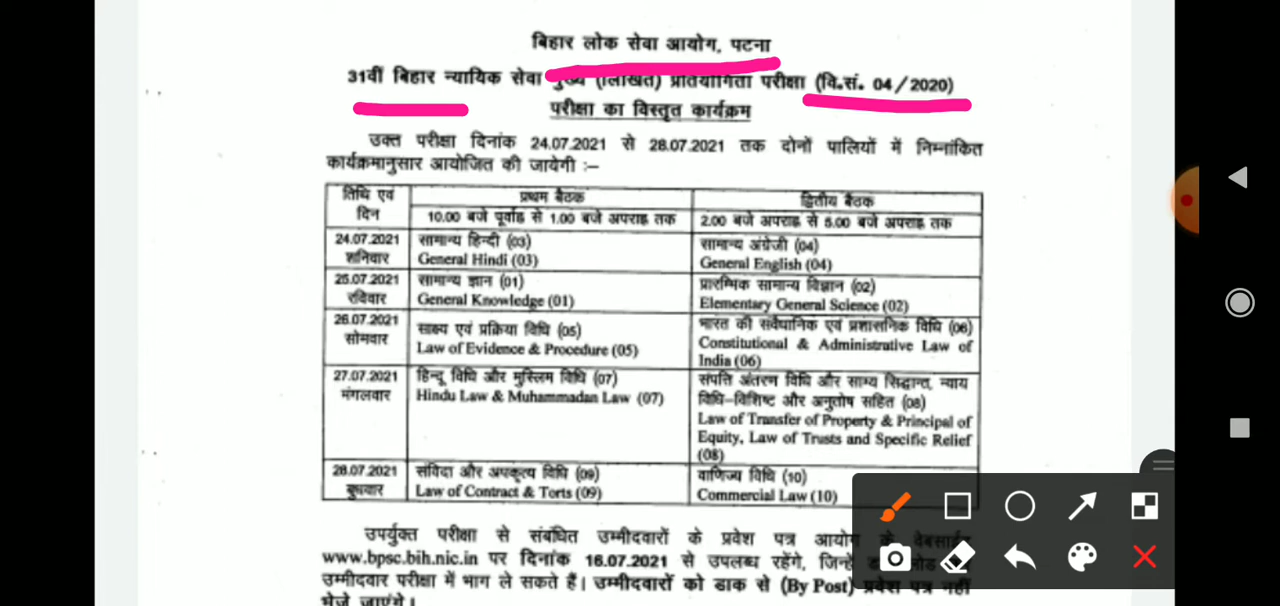 बिहार लोक सेवा आयोग, पटना
31वीं बिहार न्यायिक सेवा मुख्य (लिखित) प्रतियोगिता परीक्षा (वि.सं. 04/2020)
परीक्षा का विस्तृत कार्यक्रम
उक्त परीक्षा दिनांक 24.07.2021 से 28.07.2021 तक दोनों पालियों में निम्नांकित
कार्यक्रमानुसार आयोजित की जायेगी :–
तिथि एवं
दिन
प्रथम बैठक
द्वितीय बैठक
10.00 बजे पूर्वाह्न से 1.00 बजे अपराह्न तक
2.00 बजे अपराह्न से 5.00 बजे अपराह्न तक
24.07.2021
शनिवार
सामान्य हिन्दी (03)
General Hindi (03)
सामान्य अंग्रेजी (04)
General English (04)
25.07.2021
रविवार
सामान्य ज्ञान (01)
General Knowledge (01)
प्रारम्भिक सामान्य विज्ञान (02)
Elementary General Science (02)
26.07.2021
सोमवार
साक्ष्य एवं प्रक्रिया विधि (05)
Law of Evidence & Procedure (05)
भारत की संवैधानिक एवं प्रशासनिक विधि (06)
Constitutional & Administrative Law of
India (06)
27.07.2021
मंगलवार
हिन्दू विधि और मुस्लिम विधि (07)
Hindu Law & Muhammadan Law (07)
संपत्ति अंतरण विधि और साम्य सिद्धान्त, न्याय
विधि–विशिष्ट और अनुतोष सहित (08)
Law of Transfer of Property & Principal of
Equity, Law of Trusts and Specific Relief
(08)
28.07.2021
बुधवार
संविदा और अपकृत्य विधि (09)
Law of Contract & Torts (09)
वाणिज्य विधि (10)
Commercial Law (10)
उपर्युक्त परीक्षा से संबंधित उम्मीदवारों के प्रवेश पत्र आयोग के वेबसाईट
www.bpsc.bih.nic.in पर दिनांक 16.07.2021 से उपलब्ध रहेंगे, जिन्हें
उम्मीदवार परीक्षा में भाग ले सकते हैं। उम्मीदवारों को डाक से (By Post) प्रवेश पत्र नहीं
भेजे जाएंगे।